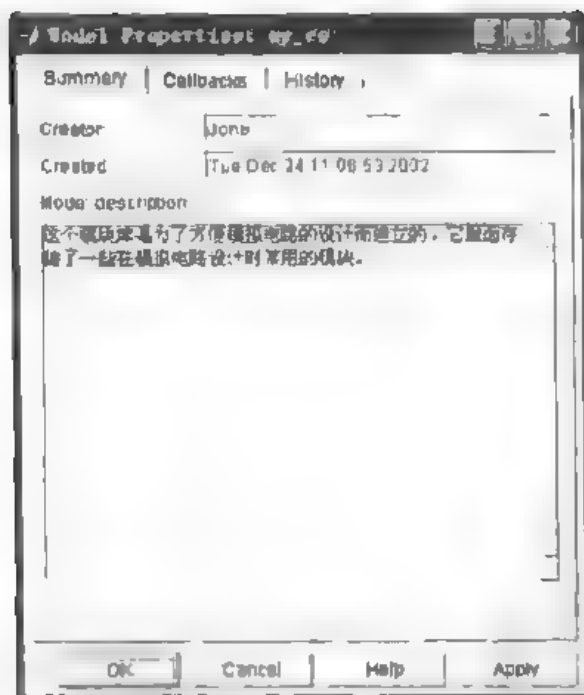 Model Properties:
Summary Callbacks History
Creator
Created Tue Dec 24 11:08:53 2002
Model description
这个模块库是为了方便模拟电路的设计而建立的，它里面存
储了一些在模拟电路设计时常用的模块。
OK Cancel Help Apply